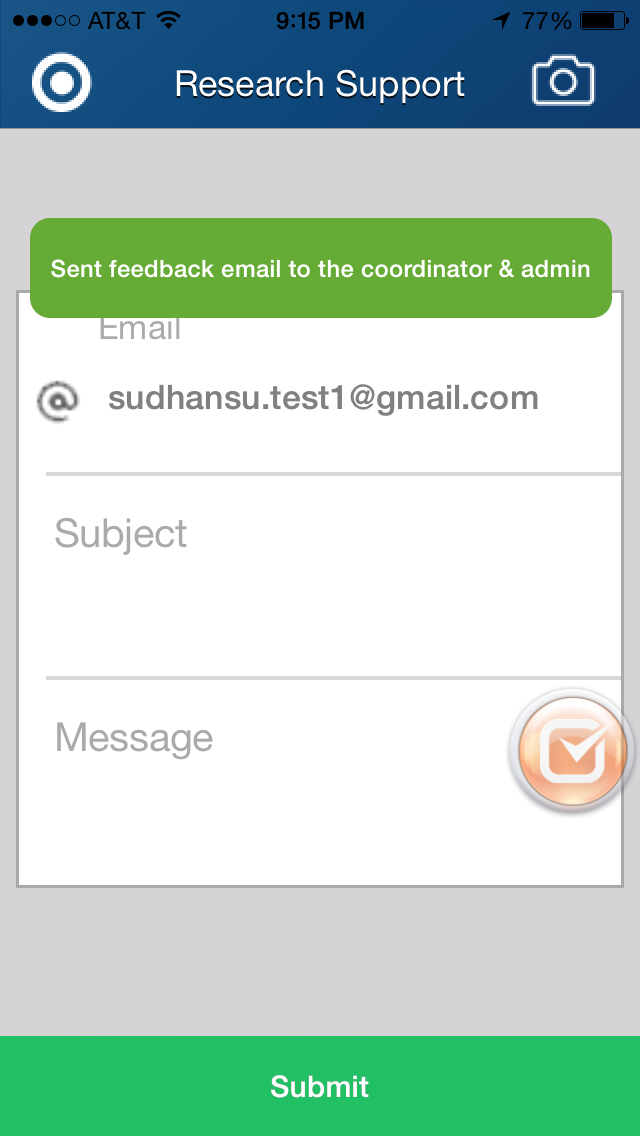 AT&T 9:15 PM 77%
Research Support
Sent feedback email to the coordinator & admin
Email
@ sudhansu.test1@gmail.com
Subject
Message
Submit